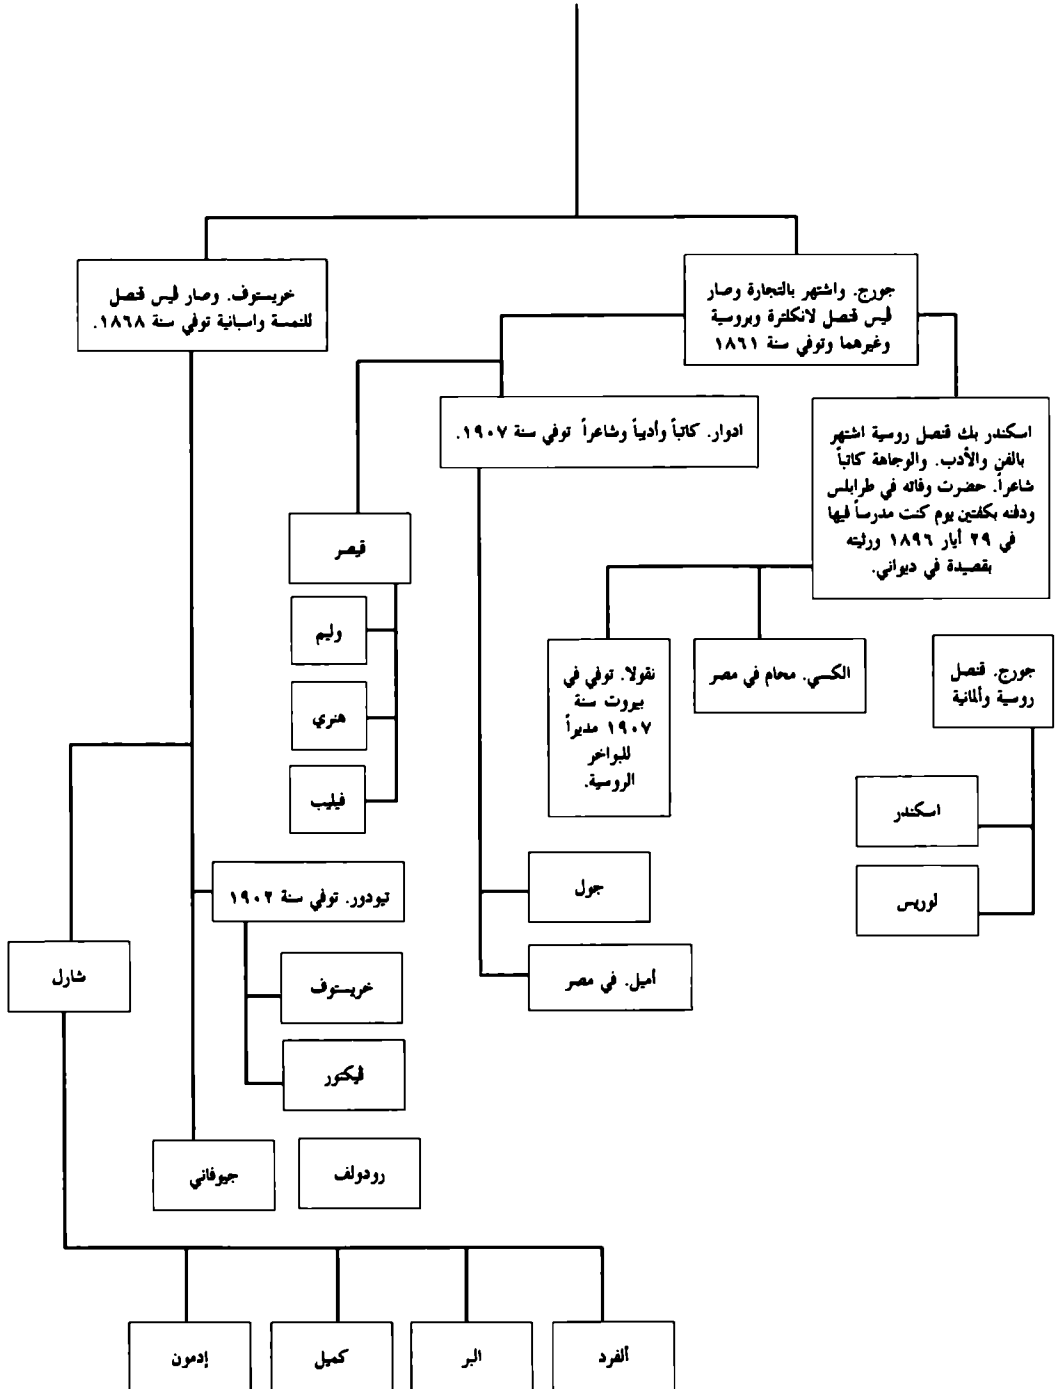 جورج. واشتهر بالتجارة وصار
ڤيس قنصل لانكلترة وبروسية
وغيرهما وتوفي سنة ١٨٦١
خريستوف. وصار ڤيس قنصل
للنمسة واسبانية توفي سنة ١٨٦٨.
اسكندر بك قنصل روسية اشتهر
بالفن والأدب. والوجاهة كاتباً
شاعراً. حضرت وفاته في طرابلس
ودفنه بكفتين يوم كنت مدرساً فيها
في ٢٩ أيار ١٨٩٦ ورثيته
بقصيدة في ديواني.
ادوار. كاتباً وأديباً وشاعراً توفي سنة ١٩٠٧.
قيصر
وليم
هنري
فيليب
جورج. قنصل
روسية وألمانية
الكسي. محام في مصر
نقولا. توفي في
بيروت سنة
١٩٠٧ مديراً
للبواخر
الروسية.
اسكندر
لوريس
جول
أميل. في مصر
تيودور. توفي سنة ١٩٠٢
خريستوف
ڤيكتور
شارل
رودولف
جيوفاني
ألفرد
البر
كميل
إدمون